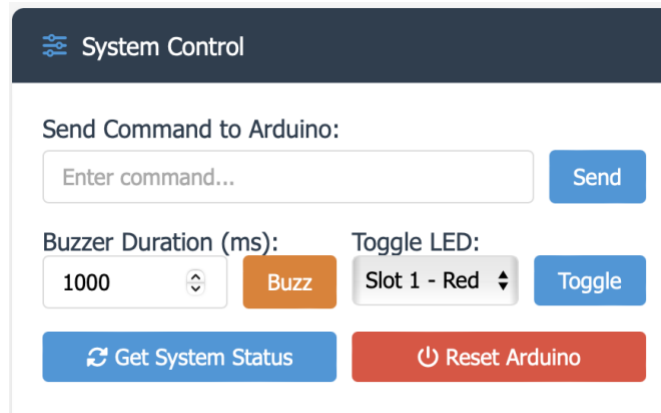 System Control
Send Command to Arduino:
Enter command...
Send
Buzzer Duration (ms):
Toggle LED:
1000
Buzz
Slot 1 - Red
Toggle
Get System Status
Reset Arduino